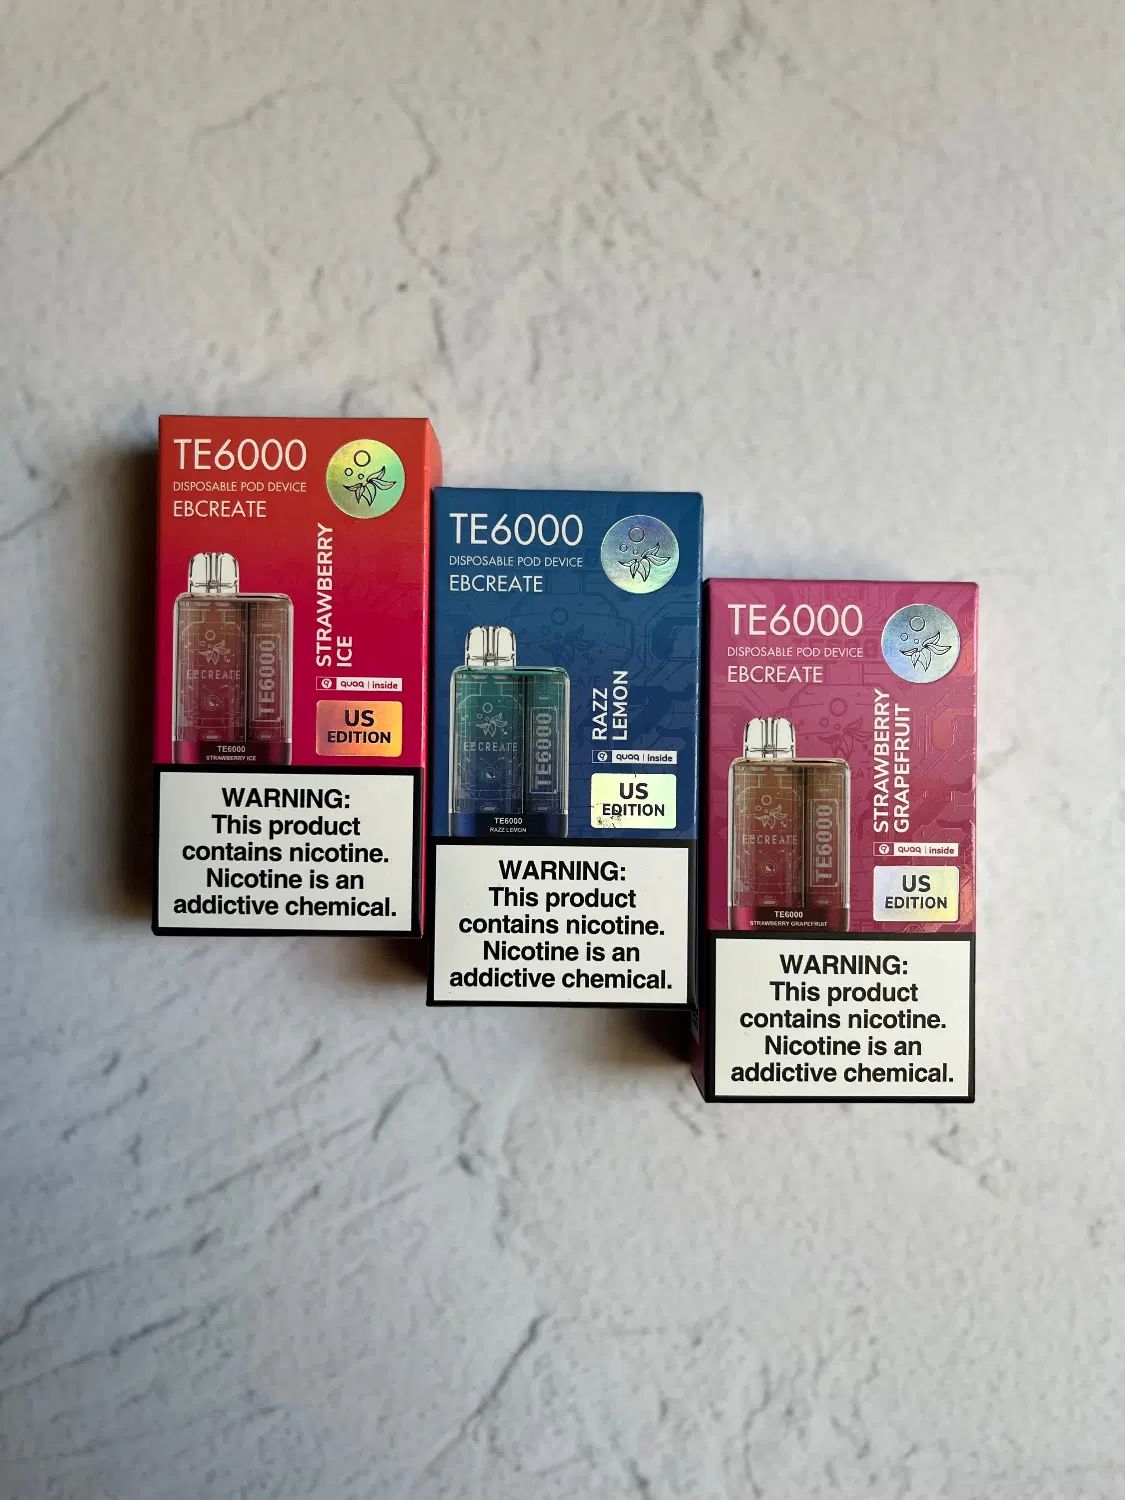 TE6000
DISPOSABLE POD DEVICE
EBCREATE
STRAWBERRY
ICE
EBCREATE
TE6000
quaq | inside
US
EDITION
TE6000
STRAWBERRY ICE
WARNING:
This product
contains nicotine.
Nicotine is an
addictive chemical.
TE6000
DISPOSABLE POD DEVICE
EBCREATE
RAZZ
LEMON
EBCREATE
TE6000
quaq | inside
US
EDITION
TE6000
RAZZ LEMON
WARNING:
This product
contains nicotine.
Nicotine is an
addictive chemical.
TE6000
DISPOSABLE POD DEVICE
EBCREATE
STRAWBERRY
GRAPEFRUIT
EBCREATE
TE6000
quaq | inside
US
EDITION
TE6000
STRAWBERRY GRAPEFRUIT
WARNING:
This product
contains nicotine.
Nicotine is an
addictive chemical.